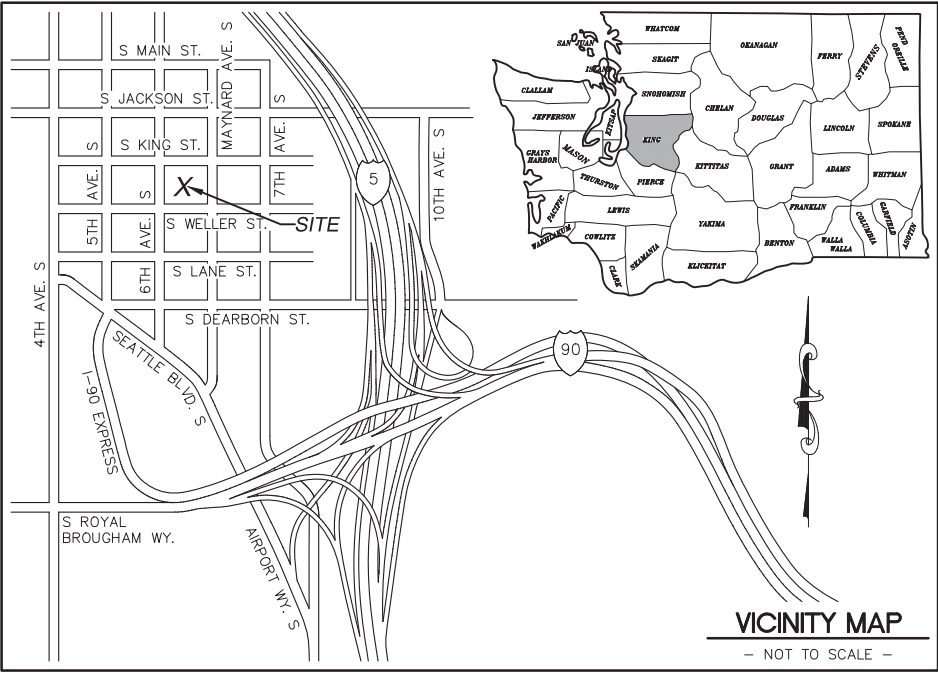 S MAIN ST.
S JACKSON ST.
S KING ST.
MAYNARD AVE. S
7TH AVE. S
5TH AVE. S
6TH AVE. S
X
S WELLER ST.
SITE
S LANE ST.
S DEARBORN ST.
4TH AVE. S
10TH AVE. S
5
90
SEATTLE BLVD. S
I-90 EXPRESS
S ROYAL
BROUGHAM WY.
AIRPORT WY. S
WHATCOM
SAN JUAN
SKAGIT
ISLAND
OKANAGAN
FERRY
STEVENS
PEND
OREILLE
CLALLAM
SNOHOMISH
CHELAN
JEFFERSON
KITSAP
KING
DOUGLAS
LINCOLN
SPOKANE
GRAYS
HARBOR
MASON
KITTITAS
GRANT
ADAMS
WHITMAN
THURSTON
PIERCE
PACIFIC
LEWIS
YAKIMA
FRANKLIN
WAHKIAKUM
COWLITZ
SKAMANIA
BENTON
WALLA
WALLA
COLUMBIA
GARFIELD
ASOTIN
CLARK
KLICKITAT
VICINITY MAP
- NOT TO SCALE -